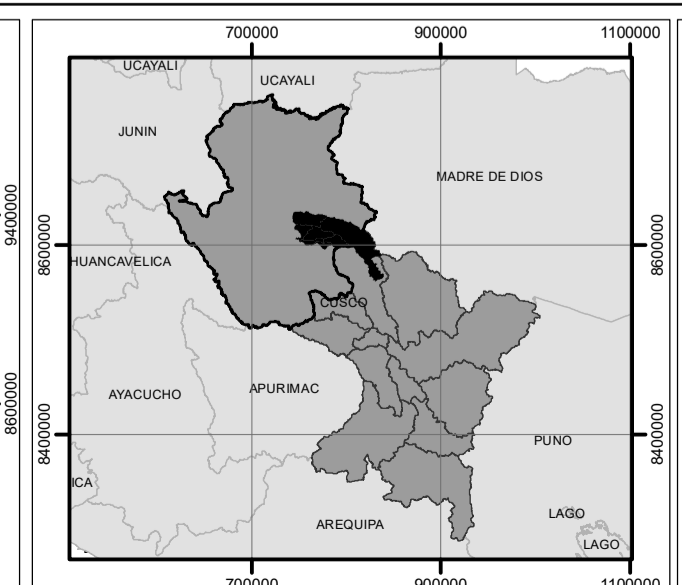 700000
900000
1100000
UCAYALI
UCAYALI
JUNIN
MADRE DE DIOS
9400000
8600000
8600000
HUANCAVELICA
CUSCO
AYACUCHO
APURIMAC
8600000
8400000
8400000
PUNO
ICA
LAGO
AREQUIPA
LAGO
700000
900000
1100000